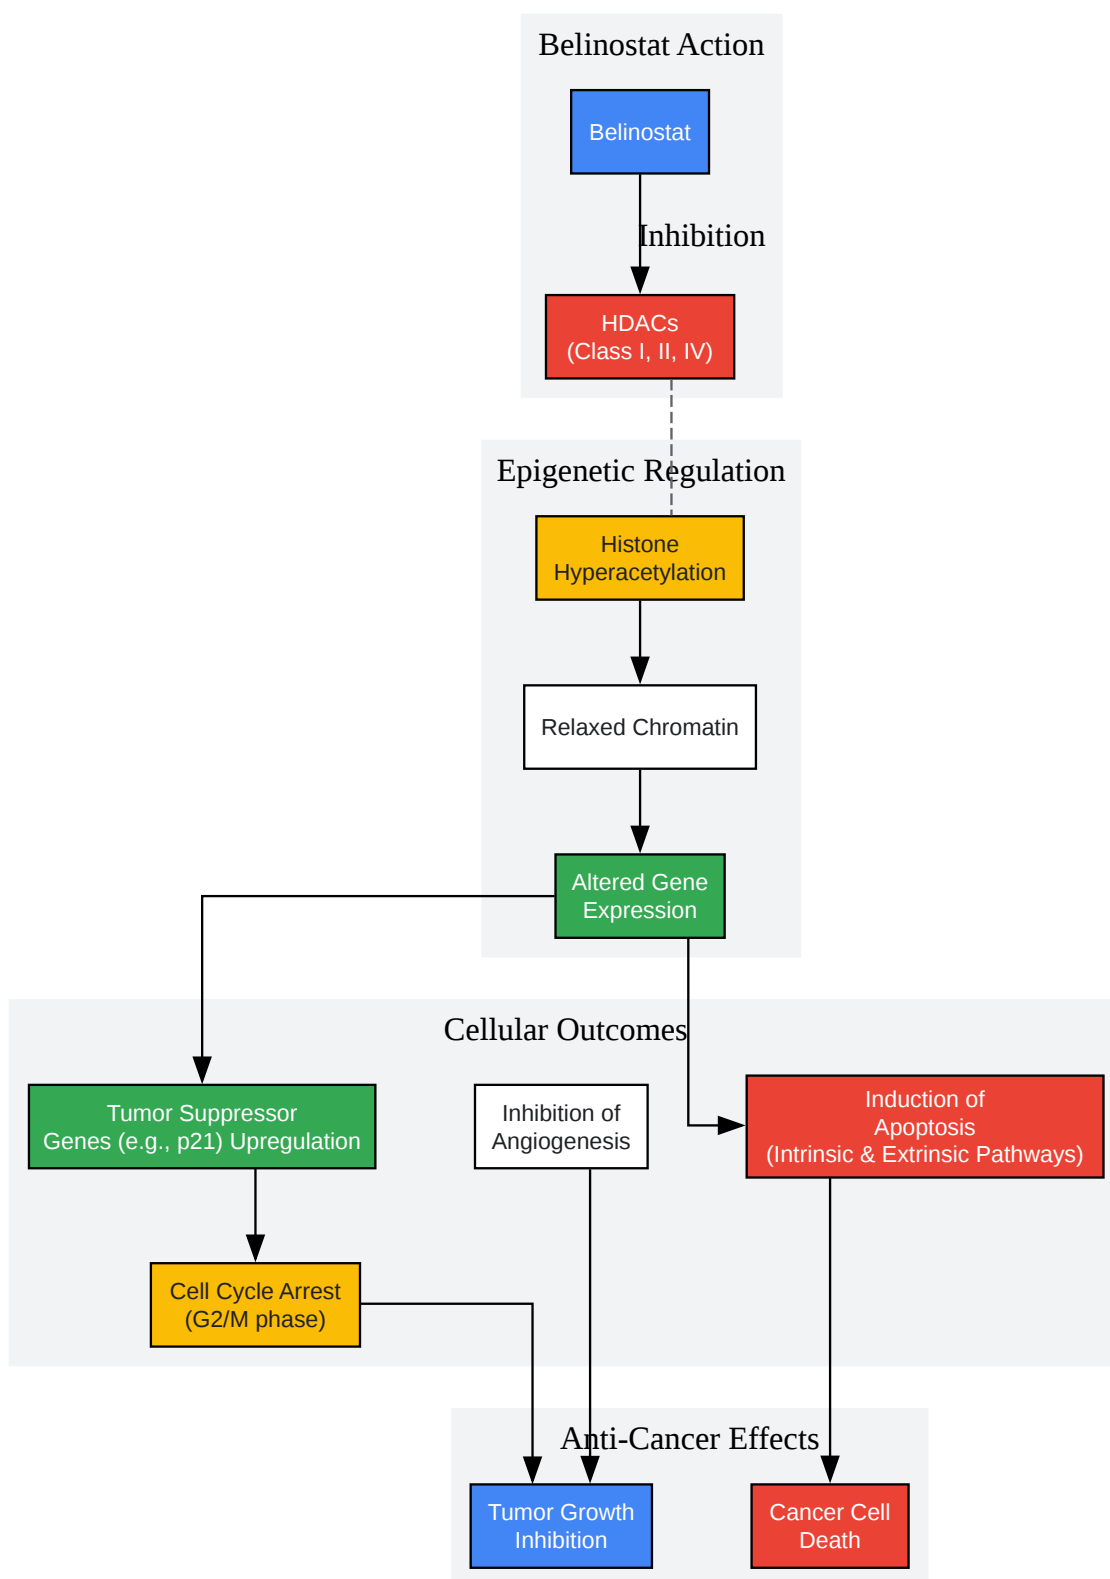 Belinostat Action
Belinostat
Inhibition
HDACs
(Class I, II, IV)
Epigenetic Regulation
Histone
Hyperacetylation
Relaxed Chromatin
Altered Gene
Expression
Cellular Outcomes
Tumor Suppressor
Genes (e.g., p21) Upregulation
Inhibition of
Angiogenesis
Induction of
Apoptosis
(Intrinsic & Extrinsic Pathways)
Cell Cycle Arrest
(G2/M phase)
Anti-Cancer Effects
Tumor Growth
Inhibition
Cancer Cell
Death